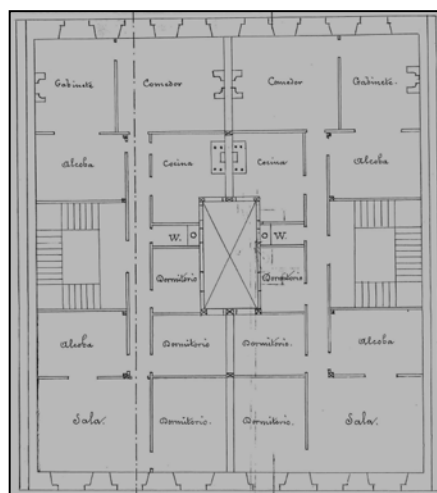 Gabinete Comedor Comedor Gabinete.
Alcoba Cocina Cocina Alcoba
W. W.
Dormitorio Dormitorio
Alcoba Dormitorio Dormitorio. Alcoba
Sala. Dormitorio. Dormitorio. Sala.